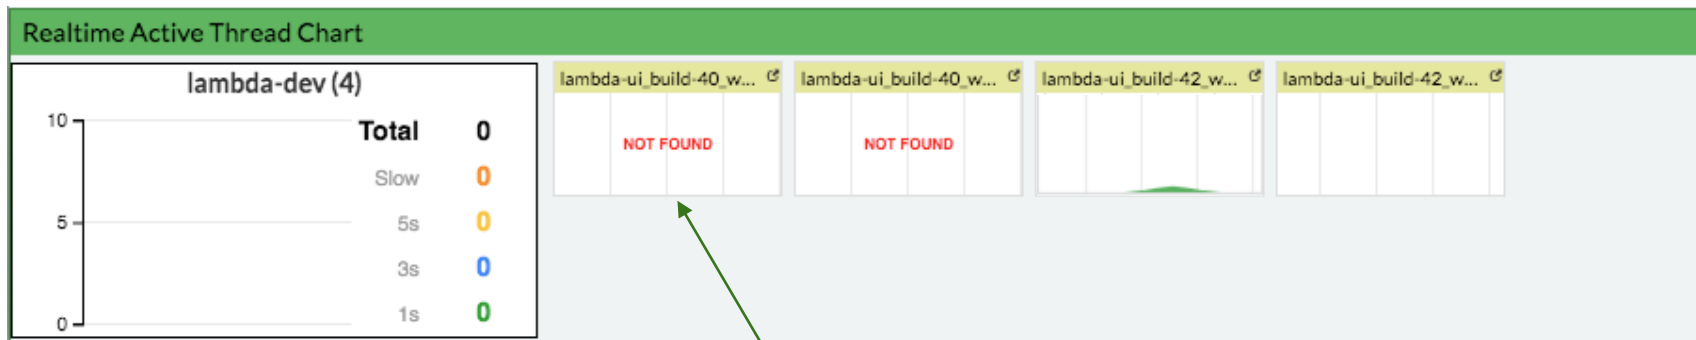 Realtime Active Thread Chart
lambda-dev (4)
10
5
0
Total 0
Slow 0
5s 0
3s 0
1s 0
lambda-ui_build-40_w...
NOT FOUND
lambda-ui_build-40_w...
NOT FOUND
lambda-ui_build-42_w...
lambda-ui_build-42_w...